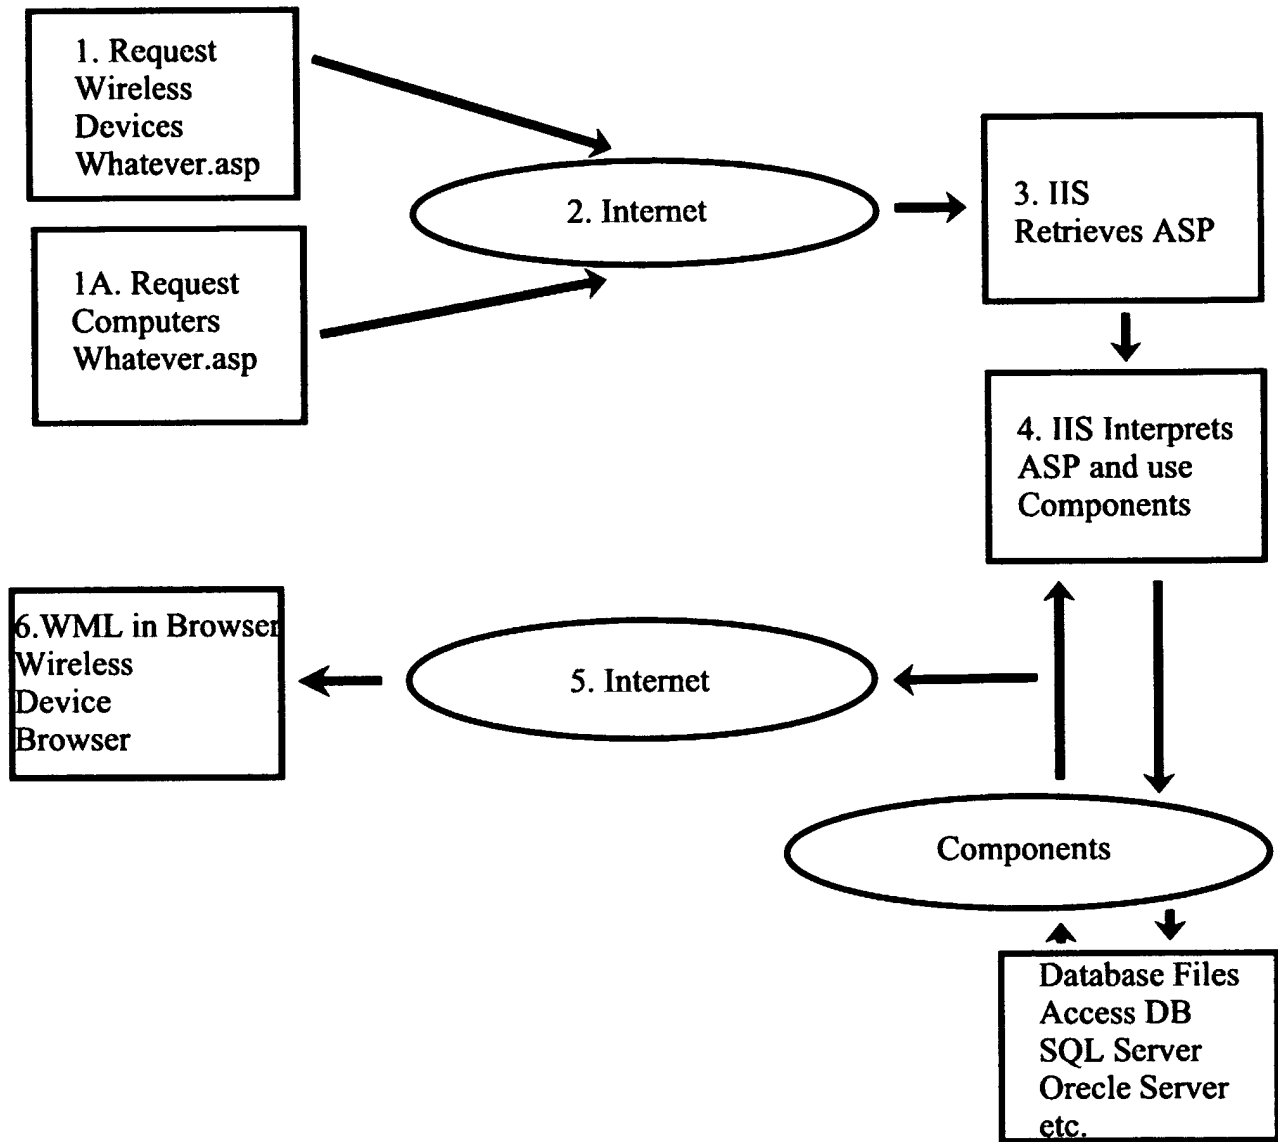 1. Request
Wireless
Devices
Whatever.asp
1A. Request
Computers
Whatever.asp
2. Internet
3. IIS
Retrieves ASP
4. IIS Interprets
ASP and use
Components
5. Internet
6.WML in Browser
Wireless
Device
Browser
Components
Database Files
Access DB
SQL Server
Orecle Server
etc.